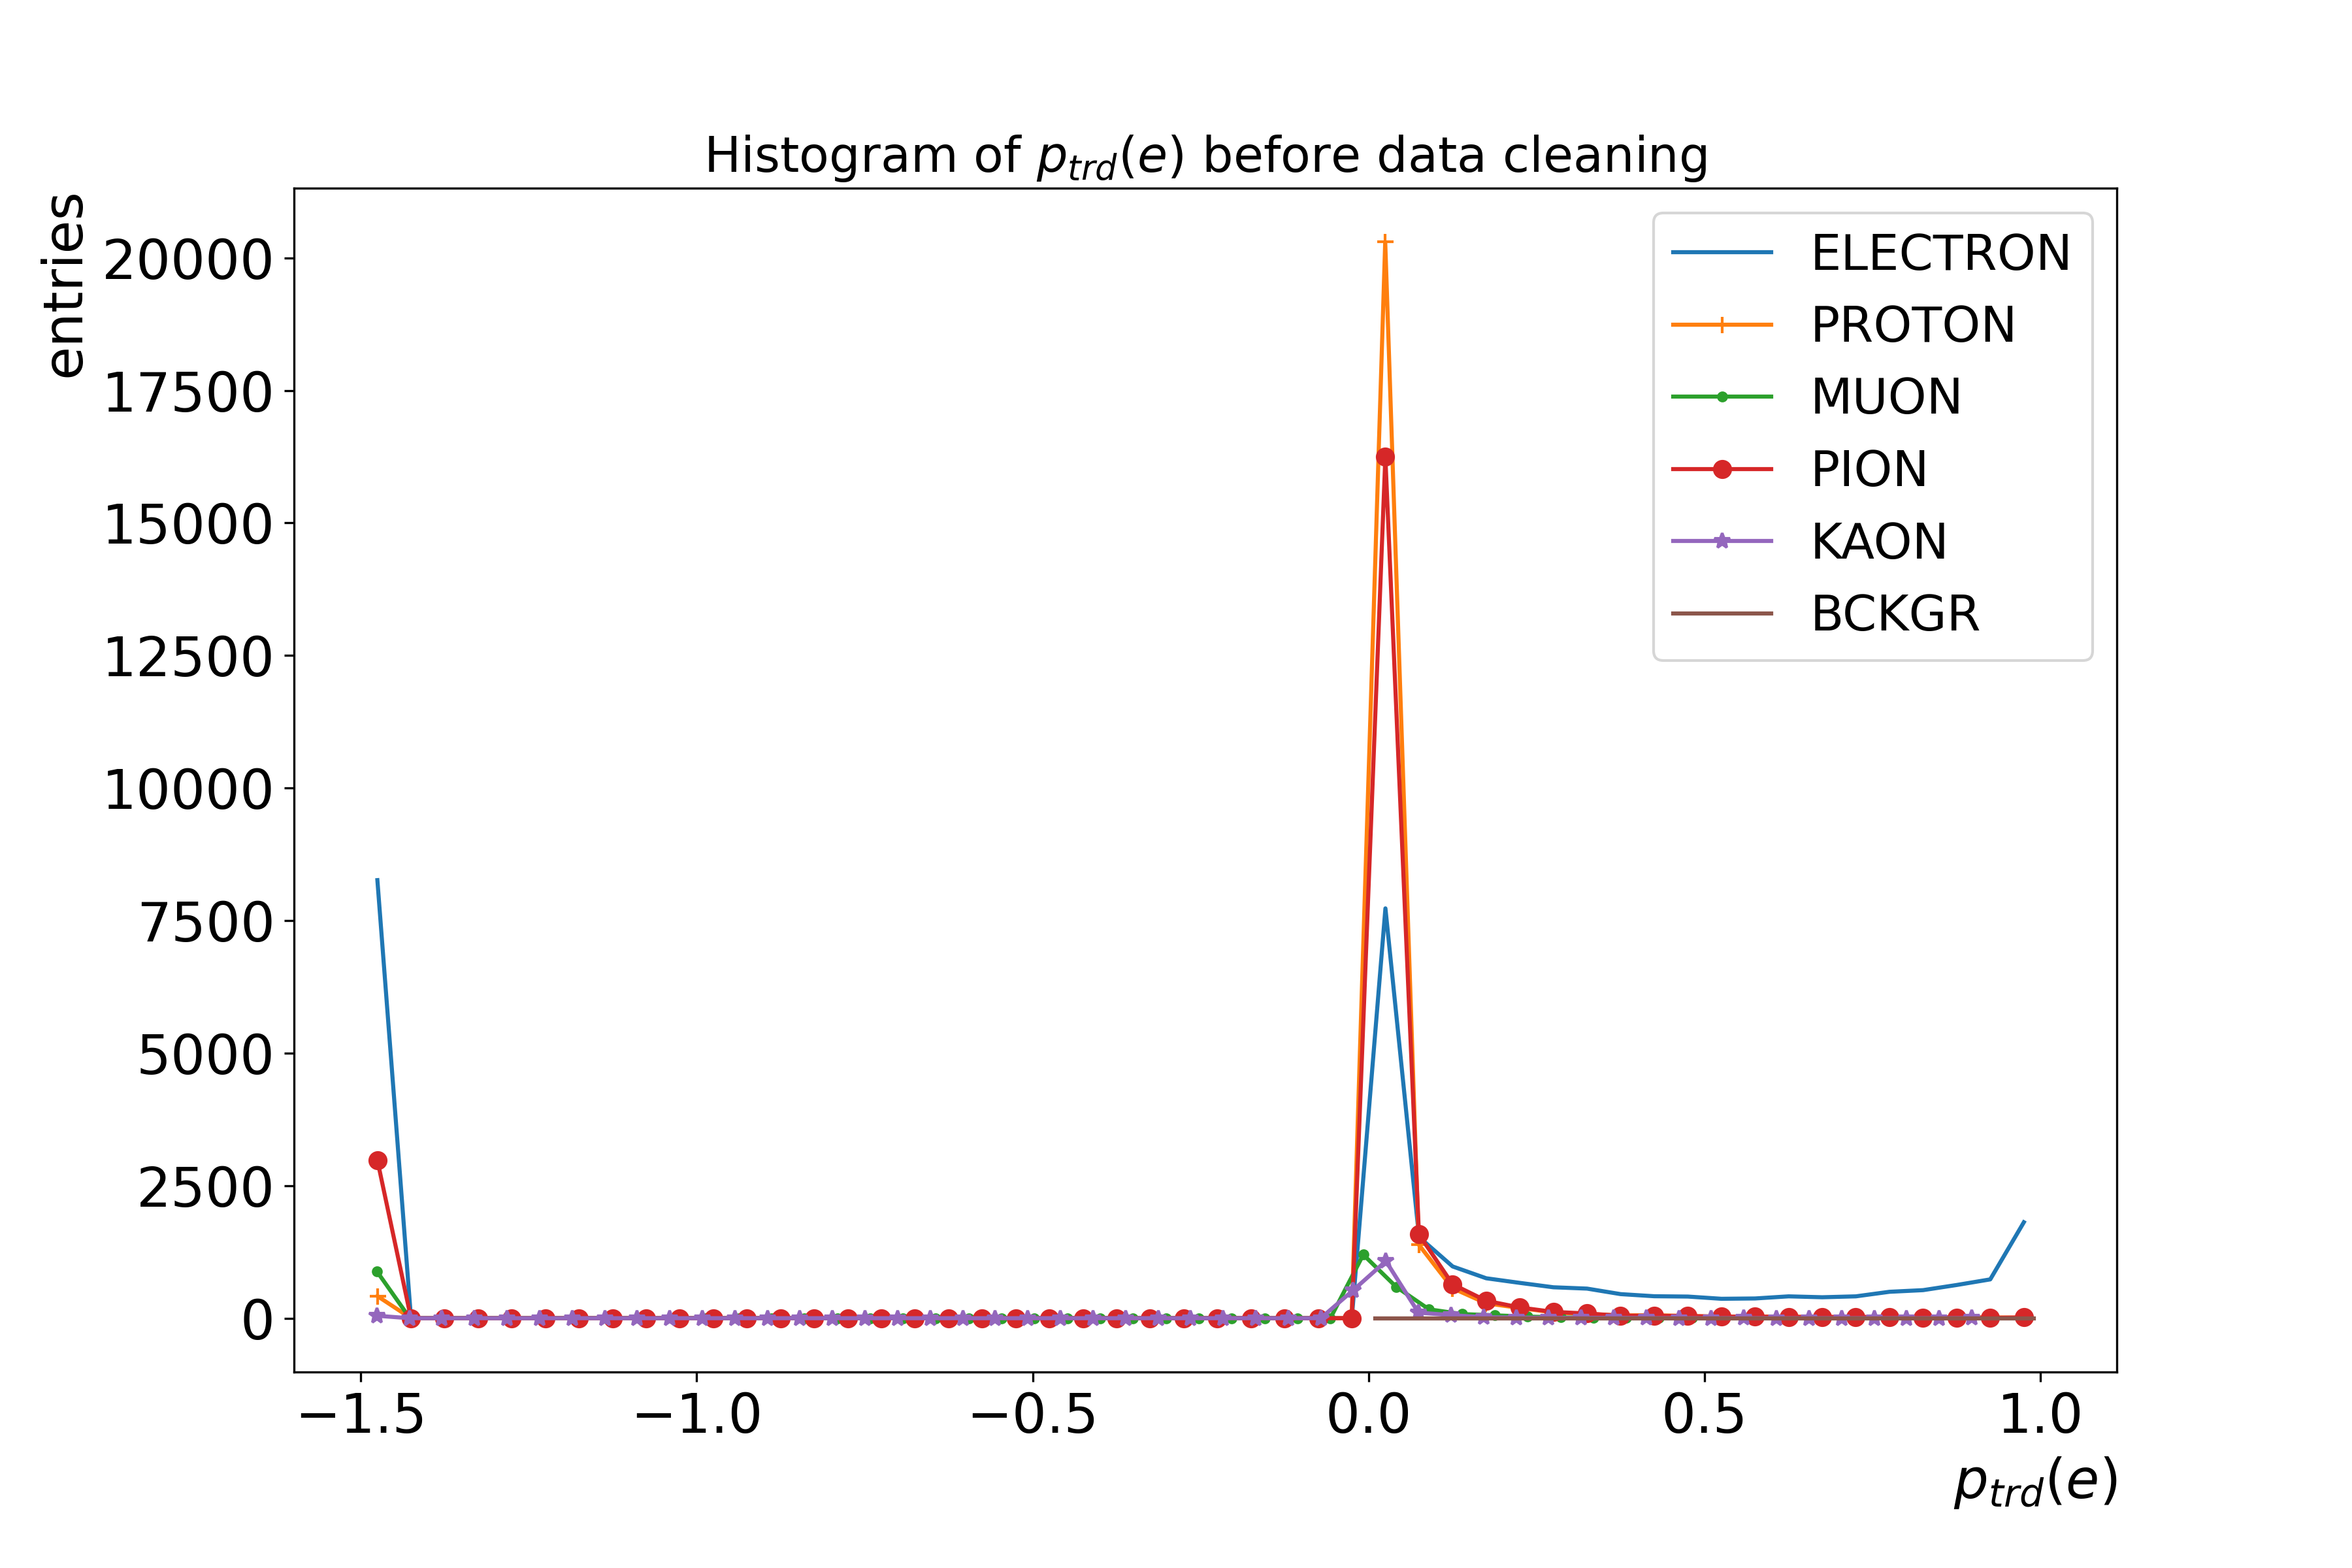 Histogram of p_trd(e) before data cleaning
entries
20000
17500
15000
12500
10000
7500
5000
2500
0
ELECTRON
PROTON
MUON
PION
KAON
BCKGR
−1.5 −1.0 −0.5 0.0 0.5 1.0
p_trd(e)